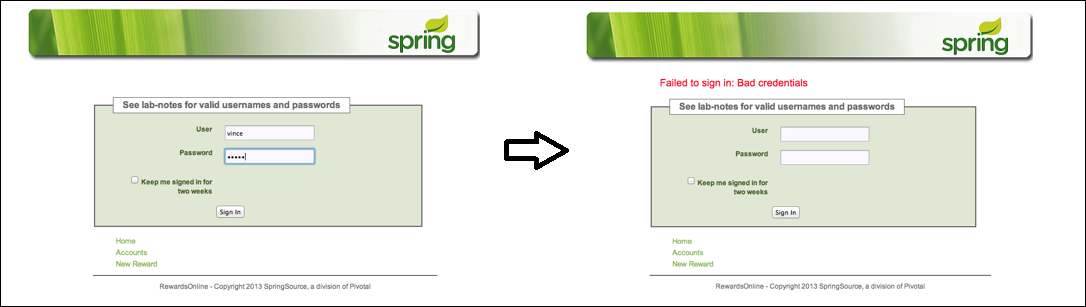 spring
See lab-notes for valid usernames and passwords
User
vince
Password
•••••
Keep me signed in for
two weeks
Sign In
Home
Accounts
New Reward
RewardsOnline - Copyright 2013 SpringSource, a division of Pivotal
spring
Failed to sign in: Bad credentials
See lab-notes for valid usernames and passwords
User
Password
Keep me signed in for
two weeks
Sign In
Home
Accounts
New Reward
RewardsOnline - Copyright 2013 SpringSource, a division of Pivotal